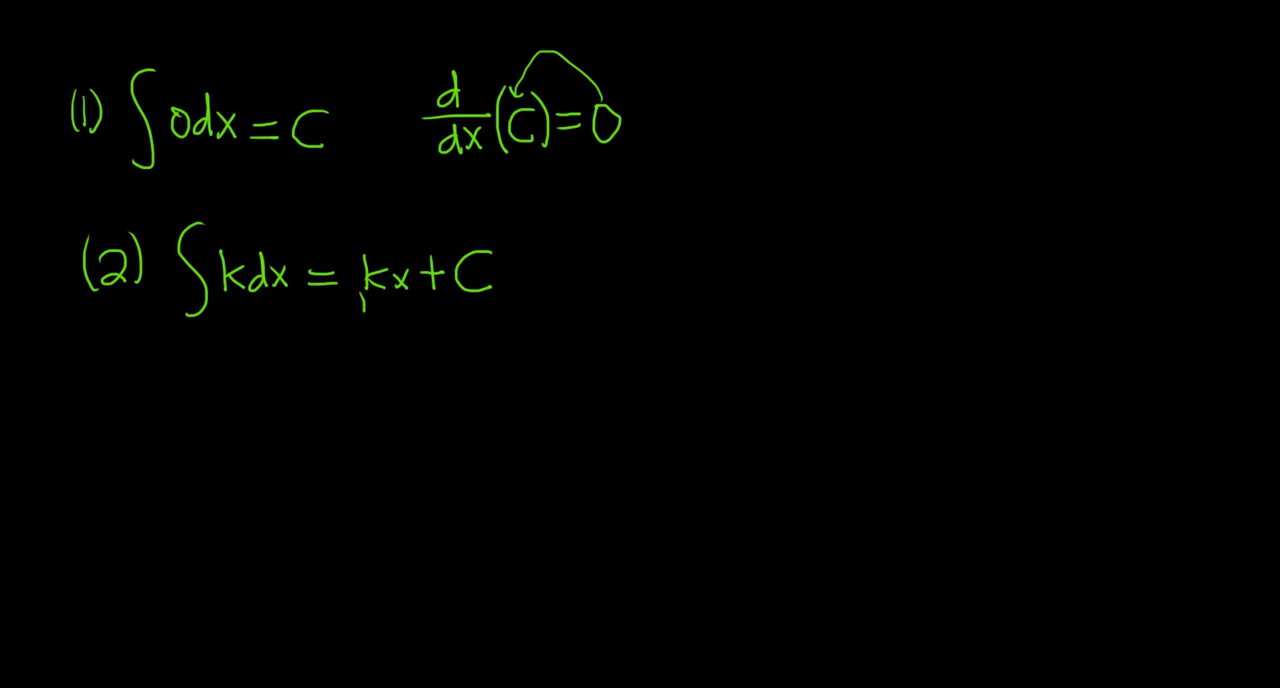 (1) ∫ 0dx = C d/dx (C) = 0
(2) ∫ kdx = kx + C